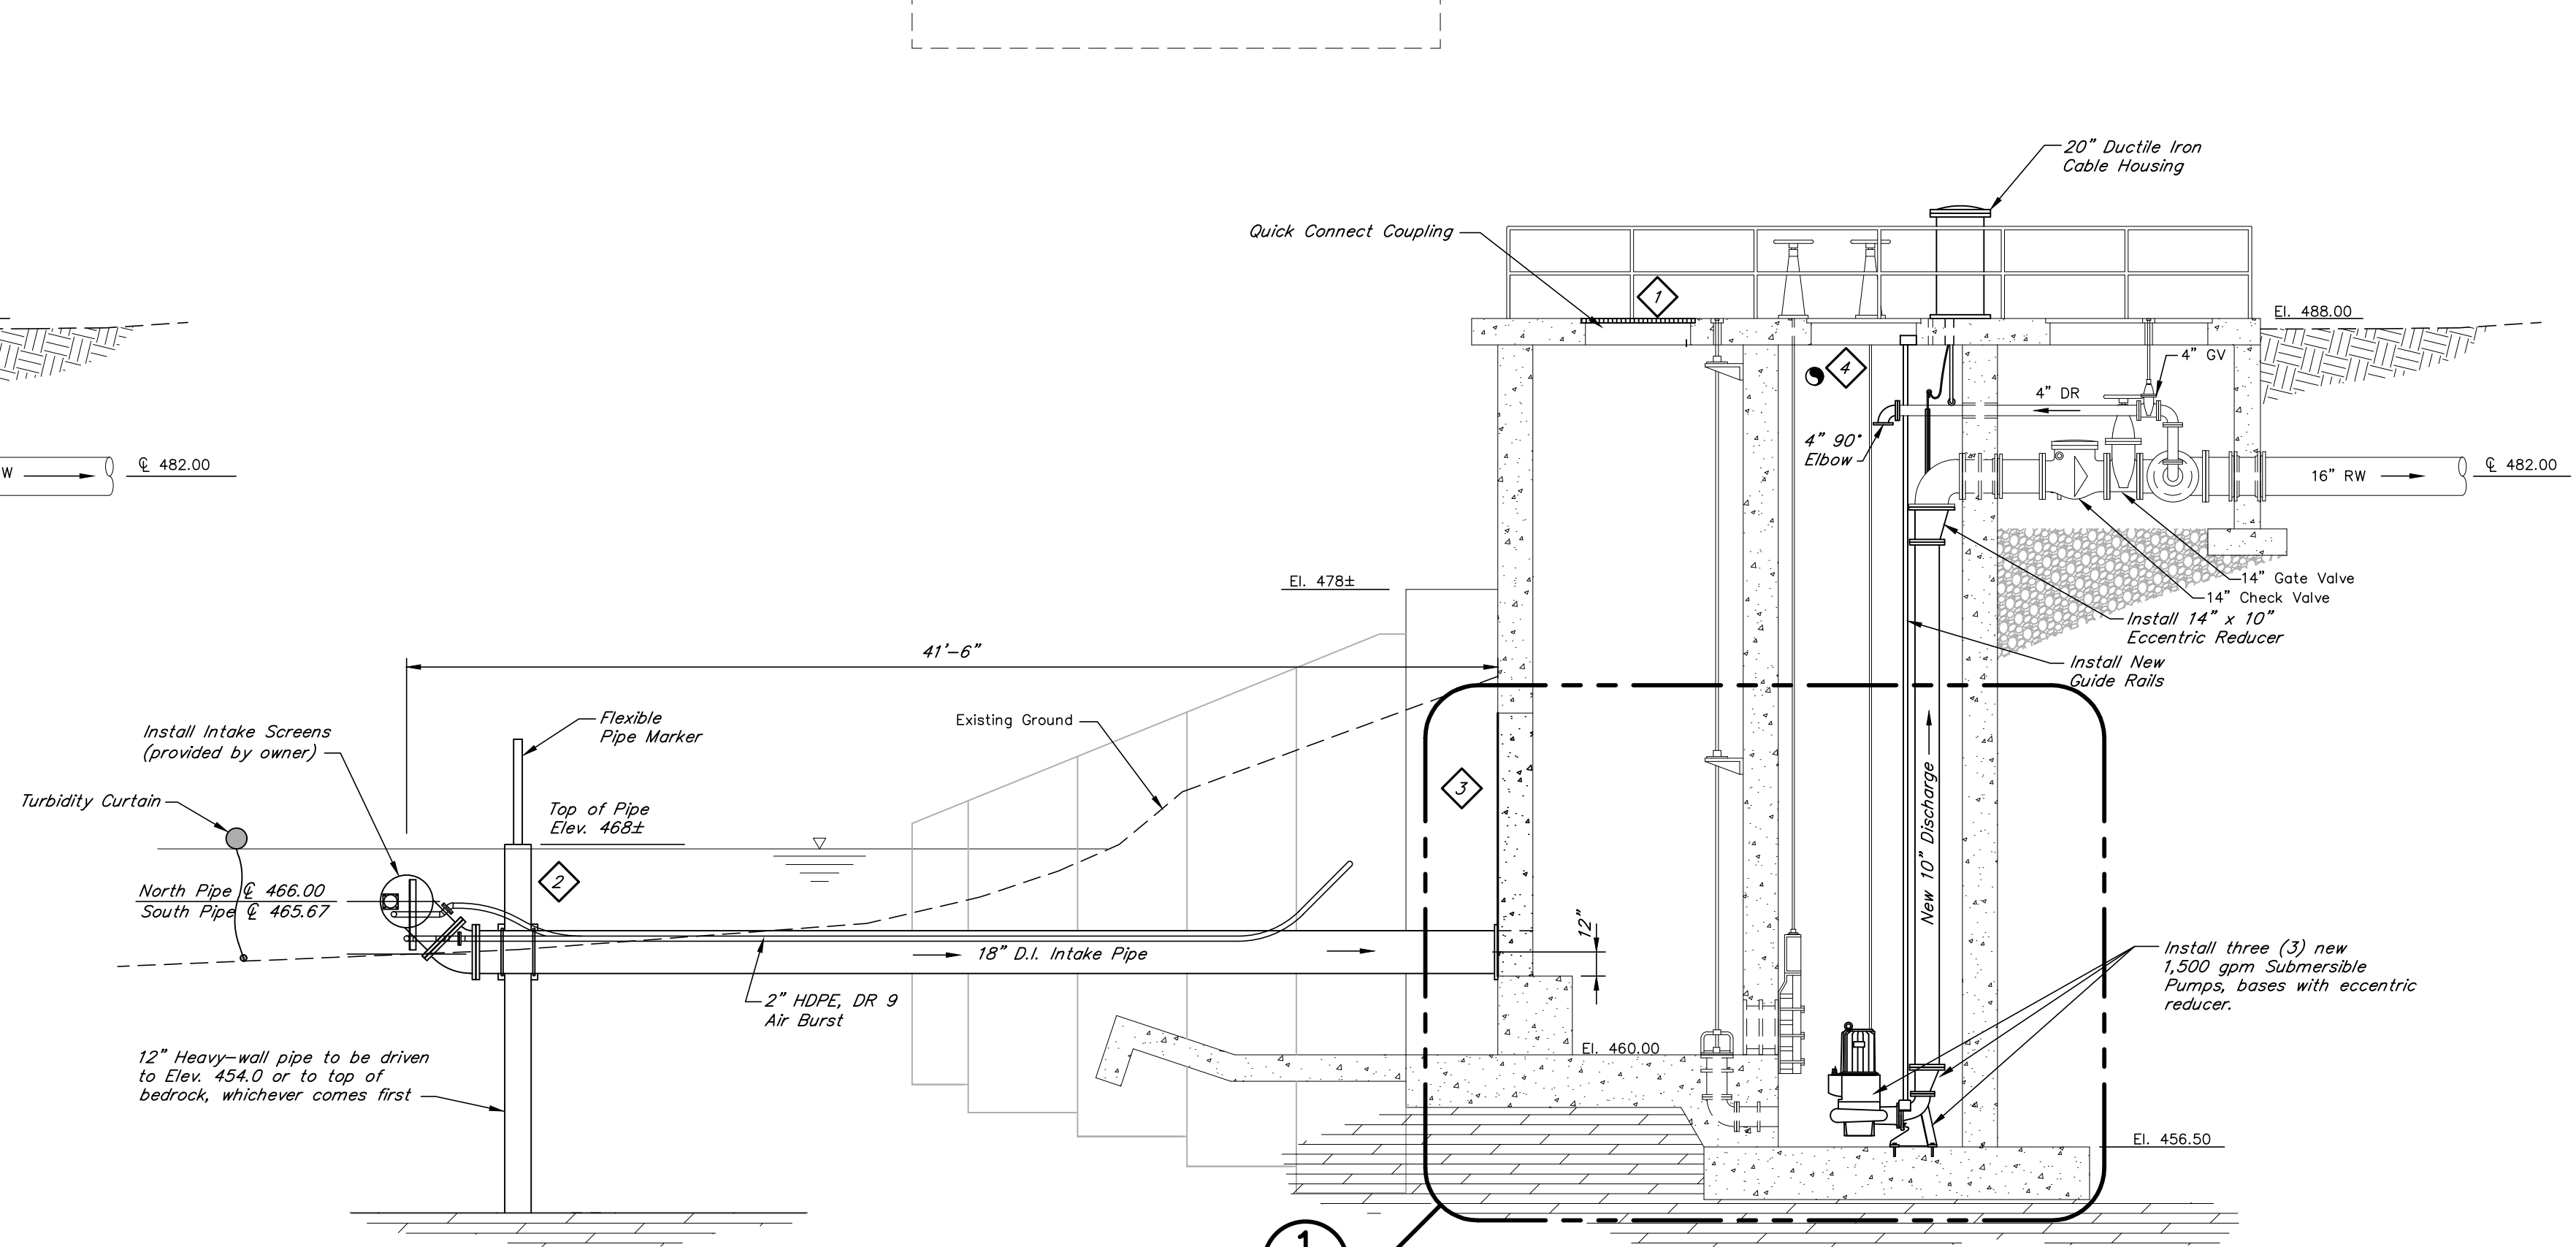 20" Ductile Iron
Cable Housing
Quick Connect Coupling
1
El. 488.00
4" GV
4
4" DR
4" 90°
Elbow
W
℄ 482.00
16" RW
℄ 482.00
14" Gate Valve
14" Check Valve
Install 14" x 10"
Eccentric Reducer
Install New
Guide Rails
El. 478±
41'-6"
Install Intake Screens
(provided by owner)
Flexible
Pipe Marker
Existing Ground
Turbidity Curtain
Top of Pipe
Elev. 468±
3
2
North Pipe ℄ 466.00
South Pipe ℄ 465.67
New 10" Discharge
12"
18" D.I. Intake Pipe
2" HDPE, DR 9
Air Burst
Install three (3) new
1,500 gpm Submersible
Pumps, bases with eccentric
reducer.
12" Heavy-wall pipe to be driven
to Elev. 454.0 or to top of
bedrock, whichever comes first
El. 460.00
El. 456.50
1